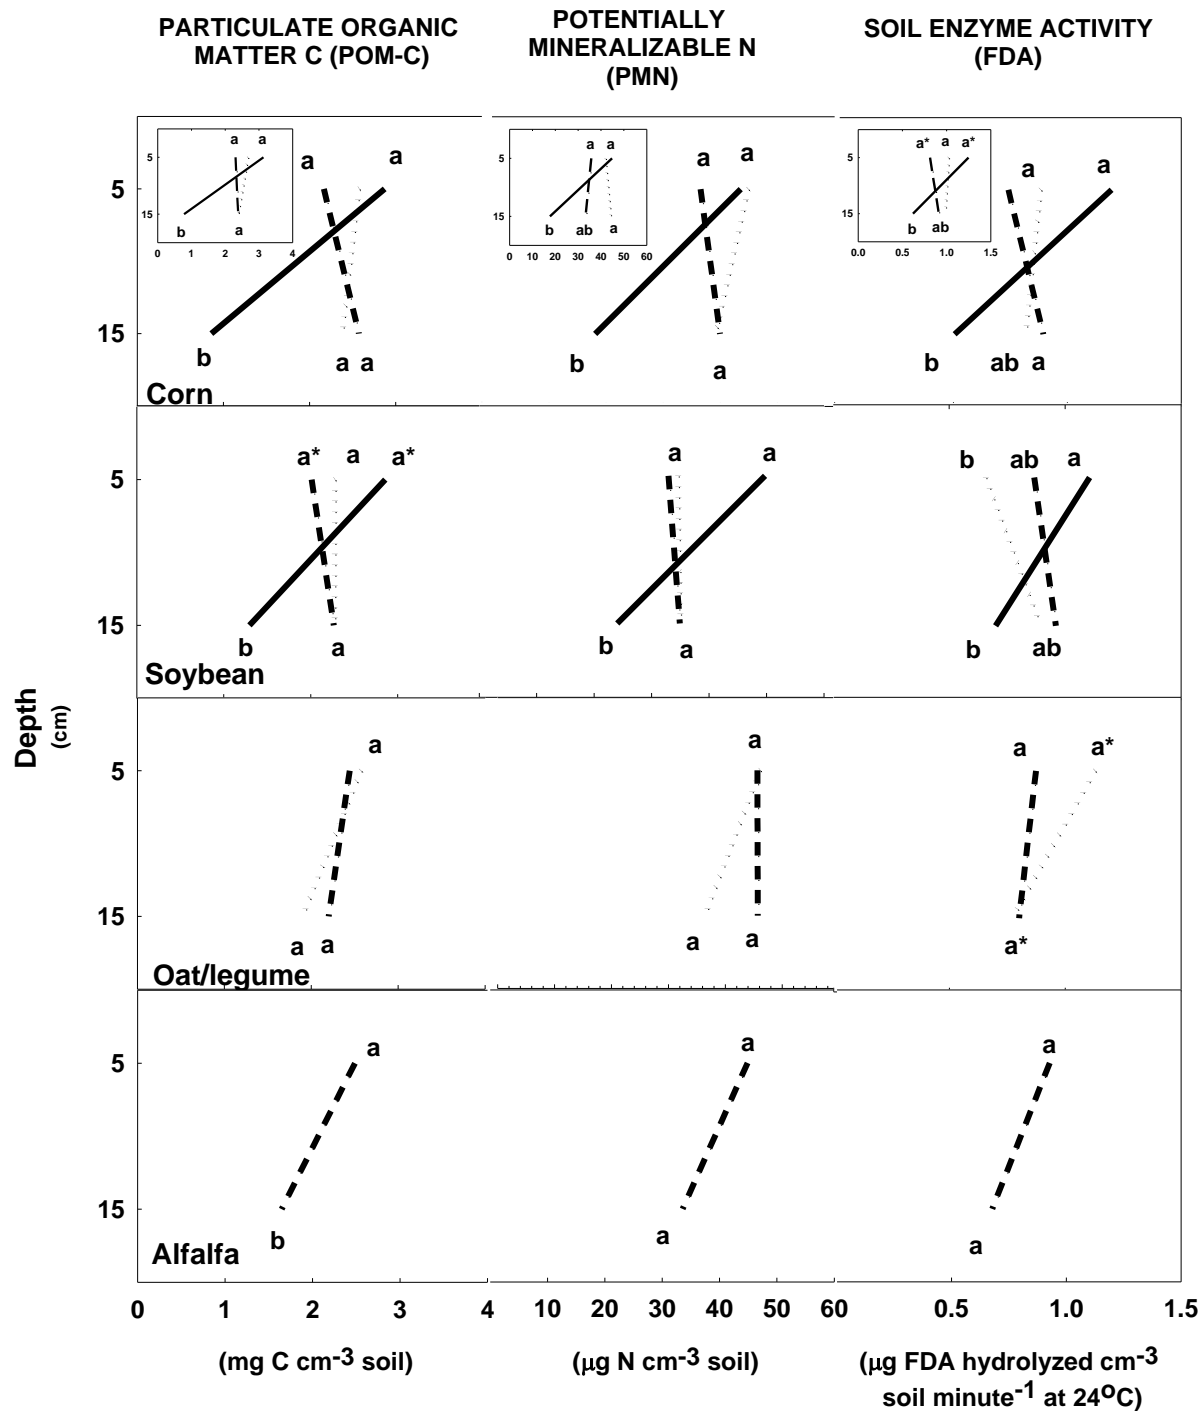 PARTICULATE ORGANIC
MATTER C (POM-C)
POTENTIALLY
MINERALIZABLE N
(PMN)
SOIL ENZYME ACTIVITY
(FDA)
a a
5
15
b a
0 1 2 3 4
a a
5
15
b a a
Corn
a a
5
15
b ab a
0 10 20 30 40 50 60
a a
b a
a* a a*
5
15
b ab
0.0 0.5 1.0 1.5
a a
b ab a
5
15
a* a a*
b a
Soybean
a a
b a
b ab a
b ab
Depth
(cm)
5
15
a
a a
Oat/legume
a
a a
a a*
a*
5
15
a
b
Alfalfa
a
a
a
a
0 1 2 3 4
10 20 30 40 50 60
0.5 1.0 1.5
(mg C cm-3 soil)
(µg N cm-3 soil)
(µg FDA hydrolyzed cm-3
soil minute-1 at 24oC)